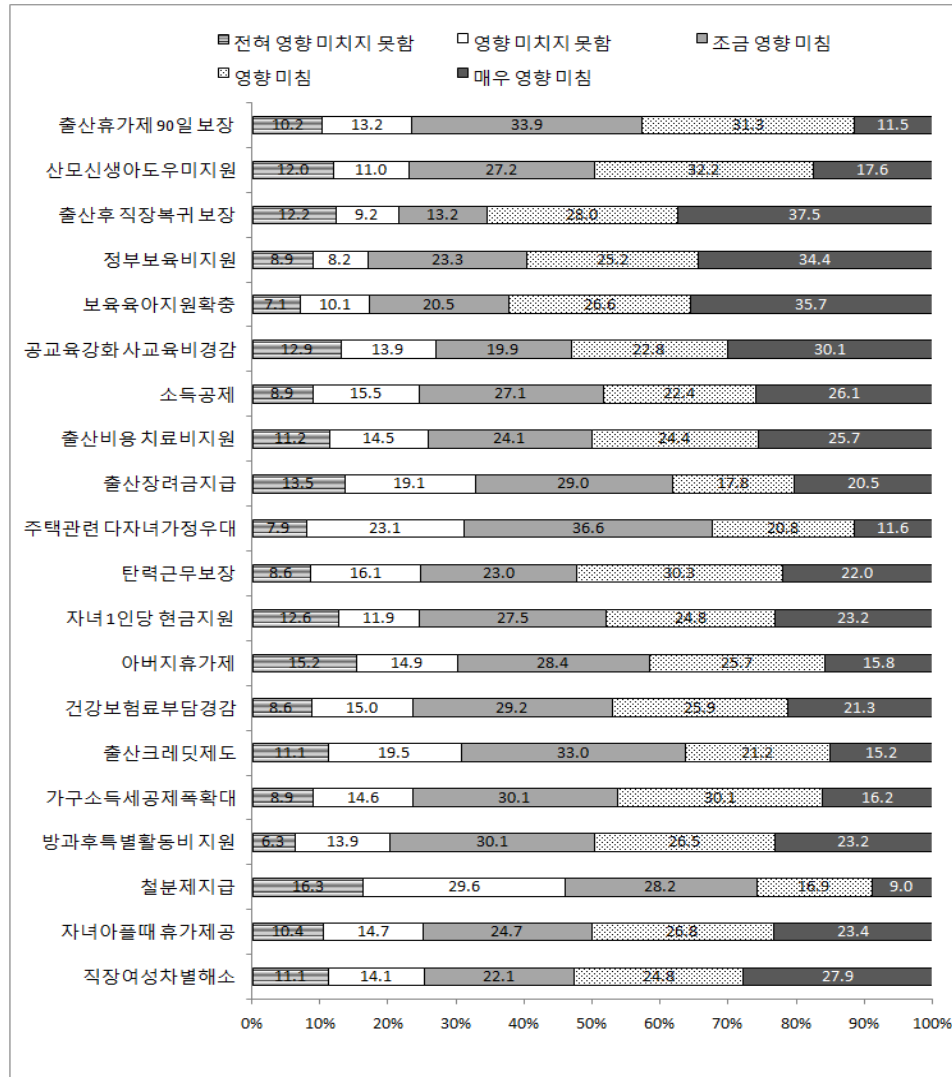 전혀 영향 미치지 못함 영향 미치지 못함 조금 영향 미침
영향 미침 매우 영향 미침
출산휴가제 90일 보장 10.2 13.2 33.9 31.3 11.5
산모신생아도우미지원 12.0 11.0 27.2 32.2 17.6
출산후 직장복귀 보장 12.2 9.2 13.2 28.0 37.5
정부보육비지원 8.9 8.2 23.3 25.2 34.4
보육육아지원확충 7.1 10.1 20.5 26.6 35.7
공교육강화 사교육비경감 12.9 13.9 19.9 22.8 30.1
소득공제 8.9 15.5 27.1 22.4 26.1
출산비용 치료비지원 11.2 14.5 24.1 24.4 25.7
출산장려금지급 13.5 19.1 29.0 17.8 20.5
주택관련 다자녀가정우대 7.9 23.1 36.6 20.8 11.6
탄력근무보장 8.6 16.1 23.0 30.3 22.0
자녀1인당 현금지원 12.6 11.9 27.5 24.8 23.2
아버지휴가제 15.2 14.9 28.4 25.7 15.8
건강보험료부담경감 8.6 15.0 29.2 25.9 21.3
출산크레딧제도 11.1 19.5 33.0 21.2 15.2
가구소득세공제폭확대 8.9 14.6 30.1 30.1 16.2
방과후특별활동비 지원 6.3 13.9 30.1 26.5 23.2
철분제지급 16.3 29.6 28.2 16.9 9.0
자녀아플때 휴가제공 10.4 14.7 24.7 26.8 23.4
직장여성차별해소 11.1 14.1 22.1 24.8 27.9
0% 10% 20% 30% 40% 50% 60% 70% 80% 90% 100%